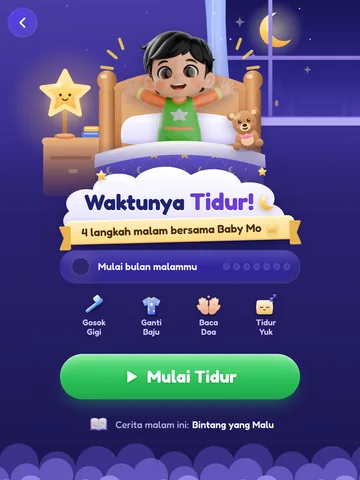 Waktunya Tidur!
4 langkah malam bersama Baby Mo
Mulai bulan malammu
Gosok
Gigi
Ganti
Baju
Baca
Doa
Tidur
Yuk
Mulai Tidur
Cerita malam ini: Bintang yang Malu